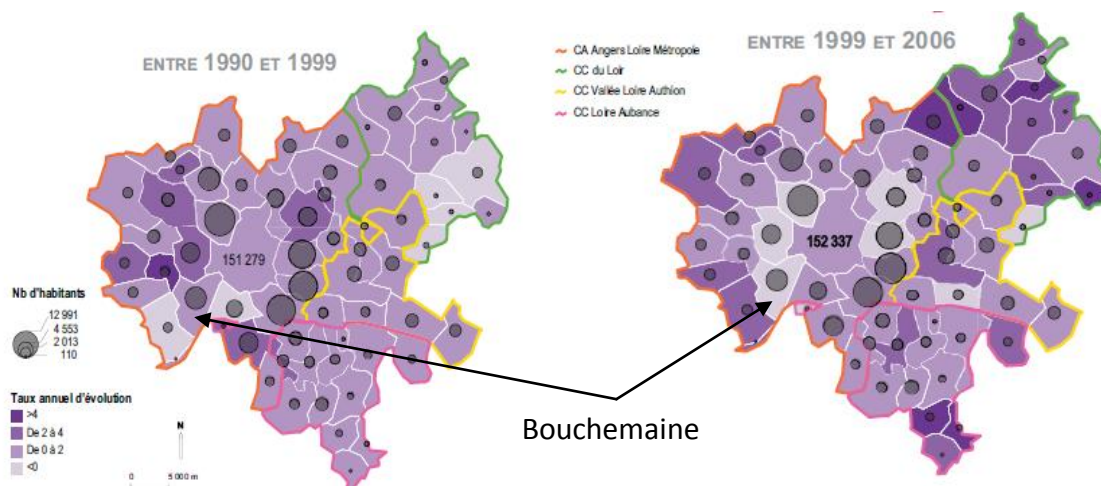 ENTRE 1990 ET 1999
CA Angers Loire Métropole
CC du Loir
CC Vallée Loire Authion
CC Loire Aubance
ENTRE 1999 ET 2006
151 279
152 337
Nb d'habitants
12 991
4 553
2 013
110
Taux annuel d'évolution
>4
De 2 à 4
De 0 à 2
<0
N
0 5 000 m
Bouchemaine